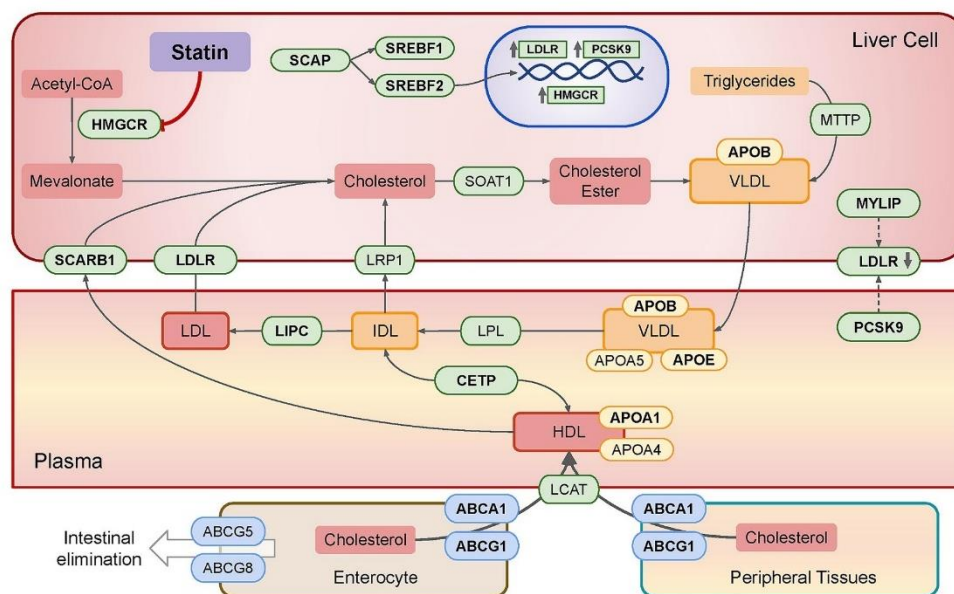 Liver Cell
Statin
Acetyl-CoA
HMGCR
Mevalonate
SCAP
SREBF1
SREBF2
LDLR
PCSK9
HMGCR
Triglycerides
MTTP
Cholesterol
SOAT1
Cholesterol
Ester
APOB
VLDL
MYLIP
SCARB1
LDLR
LRP1
LDLR
PCSK9
LDL
LIPC
IDL
LPL
APOB
VLDL
APOA5
APOE
CETP
HDL
APOA1
APOA4
Plasma
LCAT
Intestinal
elimination
ABCG5
ABCG8
Cholesterol
ABCA1
ABCG1
Enterocyte
ABCA1
ABCG1
Cholesterol
Peripheral Tissues